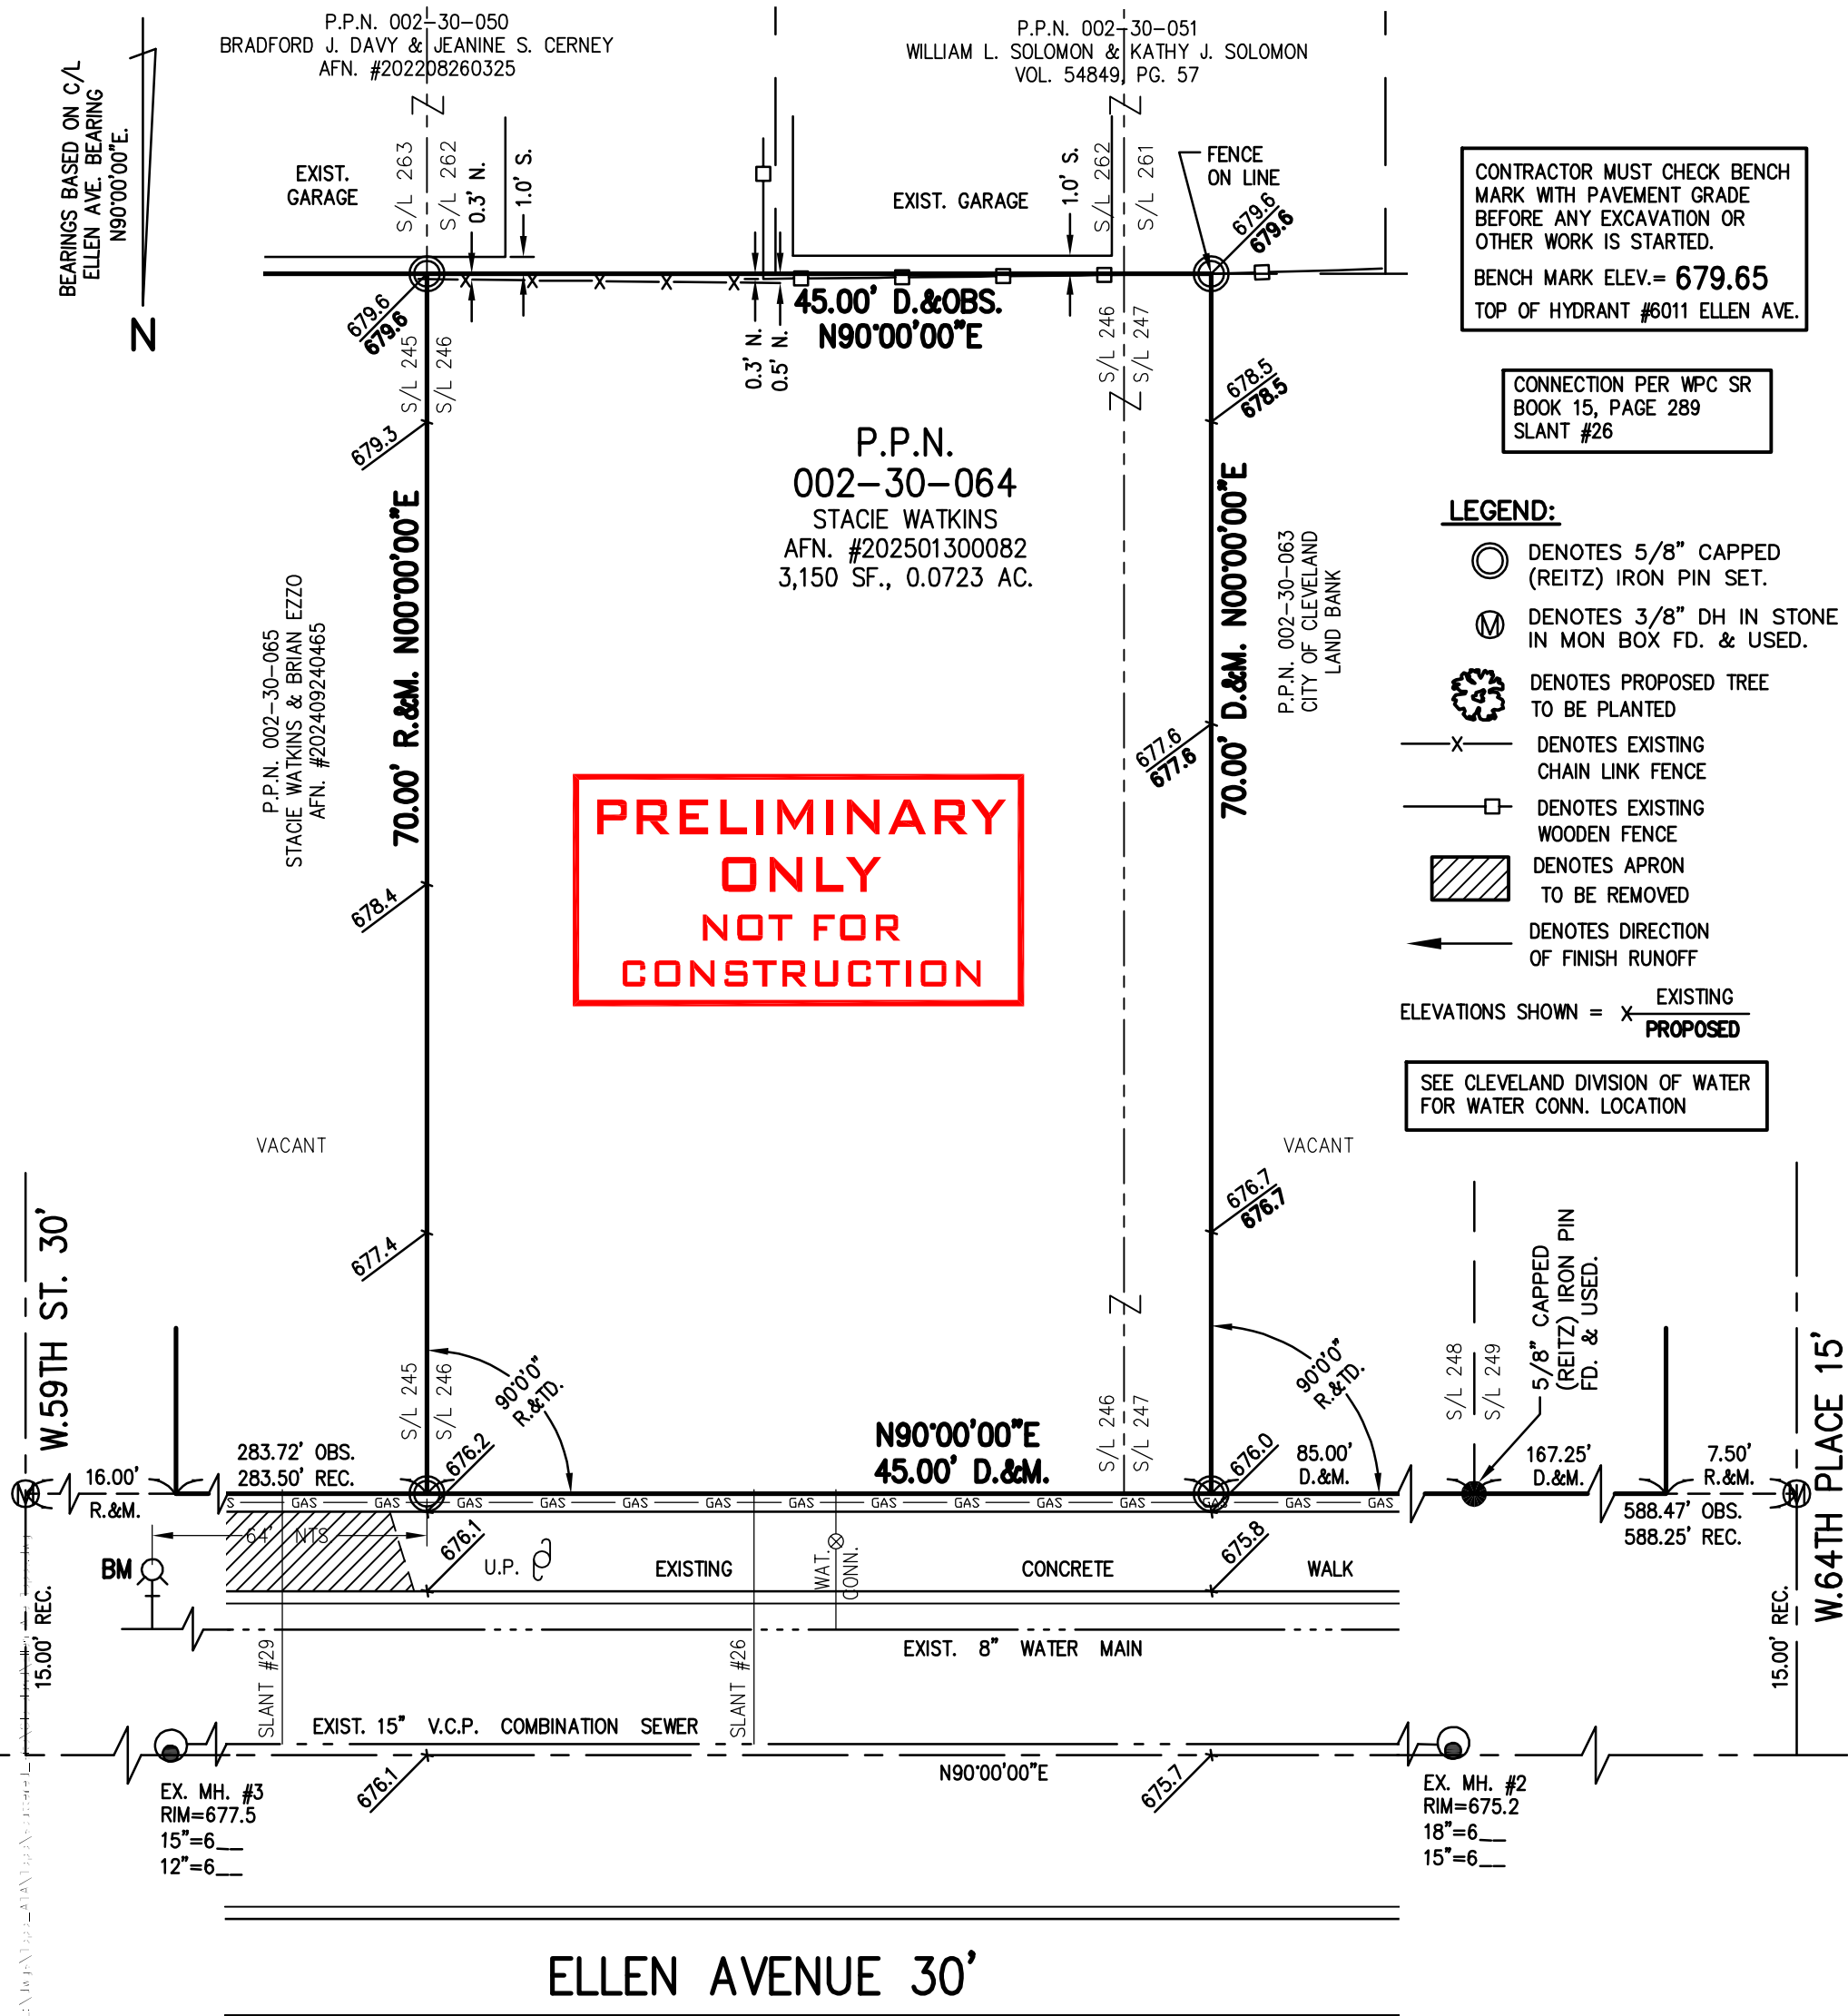 P.P.N. 002-30-050
BRADFORD J. DAVY & JEANINE S. CERNEY
AFN. #202208260325
P.P.N. 002-30-051
WILLIAM L. SOLOMON & KATHY J. SOLOMON
VOL. 54849, PG. 57
BEARINGS BASED ON C/L
ELLEN AVE. BEARING
N90°00'00"E.
N
EXIST.
GARAGE
S/L 263
S/L 262
0.3' N.
1.0' S.
EXIST. GARAGE
1.0' S.
S/L 262
S/L 261
FENCE
ON LINE
679.6
679.6
679.6
679.6
45.00' D.&OBS.
N90°00'00"E
0.3' N.
0.5' N.
S/L 245
S/L 246
S/L 246
S/L 247
CONTRACTOR MUST CHECK BENCH
MARK WITH PAVEMENT GRADE
BEFORE ANY EXCAVATION OR
OTHER WORK IS STARTED.
BENCH MARK ELEV.= 679.65
TOP OF HYDRANT #6011 ELLEN AVE.
CONNECTION PER WPC SR
BOOK 15, PAGE 289
SLANT #26
679.3
678.5
678.5
P.P.N.
002-30-064
STACIE WATKINS
AFN. #202501300082
3,150 SF., 0.0723 AC.
P.P.N. 002-30-065
STACIE WATKINS & BRIAN EZZO
AFN. #202409240465
70.00' R.&M. N00°00'00"E
70.00' D.&M. N00°00'00"E
P.P.N. 002-30-063
CITY OF CLEVELAND
LAND BANK
677.6
677.6
678.4
PRELIMINARY
ONLY
NOT FOR
CONSTRUCTION
LEGEND:
DENOTES 5/8" CAPPED
(REITZ) IRON PIN SET.
M
DENOTES 3/8" DH IN STONE
IN MON BOX FD. & USED.
DENOTES PROPOSED TREE
TO BE PLANTED
X
DENOTES EXISTING
CHAIN LINK FENCE
DENOTES EXISTING
WOODEN FENCE
DENOTES APRON
TO BE REMOVED
DENOTES DIRECTION
OF FINISH RUNOFF
ELEVATIONS SHOWN = X EXISTING
PROPOSED
SEE CLEVELAND DIVISION OF WATER
FOR WATER CONN. LOCATION
VACANT
VACANT
676.7
676.7
677.4
W.59TH ST. 30'
S/L 245
S/L 246
90°0'0"
R.&TD.
N90°00'00"E
45.00' D.&M.
S/L 246
S/L 247
90°0'0"
R.&TD.
S/L 248
S/L 249
5/8" CAPPED
(REITZ) IRON PIN
FD. & USED.
W.64TH PLACE 15'
M
16.00'
R.&M.
283.72' OBS.
283.50' REC.
676.2
676.0
85.00'
D.&M.
167.25'
D.&M.
7.50'
R.&M.
M
588.47' OBS.
588.25' REC.
S GAS GAS GAS GAS GAS GAS GAS GAS GAS GAS GAS GAS GAS GAS
64' NTS
676.1
675.8
BM
U.P.
EXISTING CONCRETE WALK
WAT.
CONN.
15.00' REC.
15.00' REC.
EXIST. 8" WATER MAIN
SLANT #29
SLANT #26
EXIST. 15" V.C.P. COMBINATION SEWER
N90°00'00"E
676.1
675.7
EX. MH. #3
RIM=677.5
15"=6__
12"=6__
EX. MH. #2
RIM=675.2
18"=6__
15"=6__
ELLEN AVENUE 30'